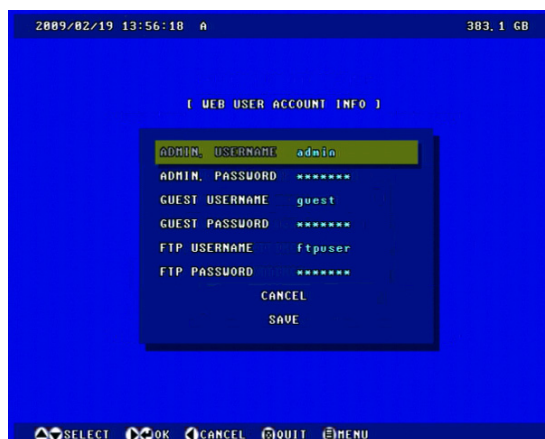 2009/02/19 13:56:18 A 383.1 GB
[ WEB USER ACCOUNT INFO ]
ADMIN. USERNAME admin
ADMIN. PASSWORD *******
GUEST USERNAME guest
GUEST PASSWORD *******
FTP USERNAME ftpuser
FTP PASSWORD *******
CANCEL
SAVE
SELECT OK CANCEL QUIT MENU